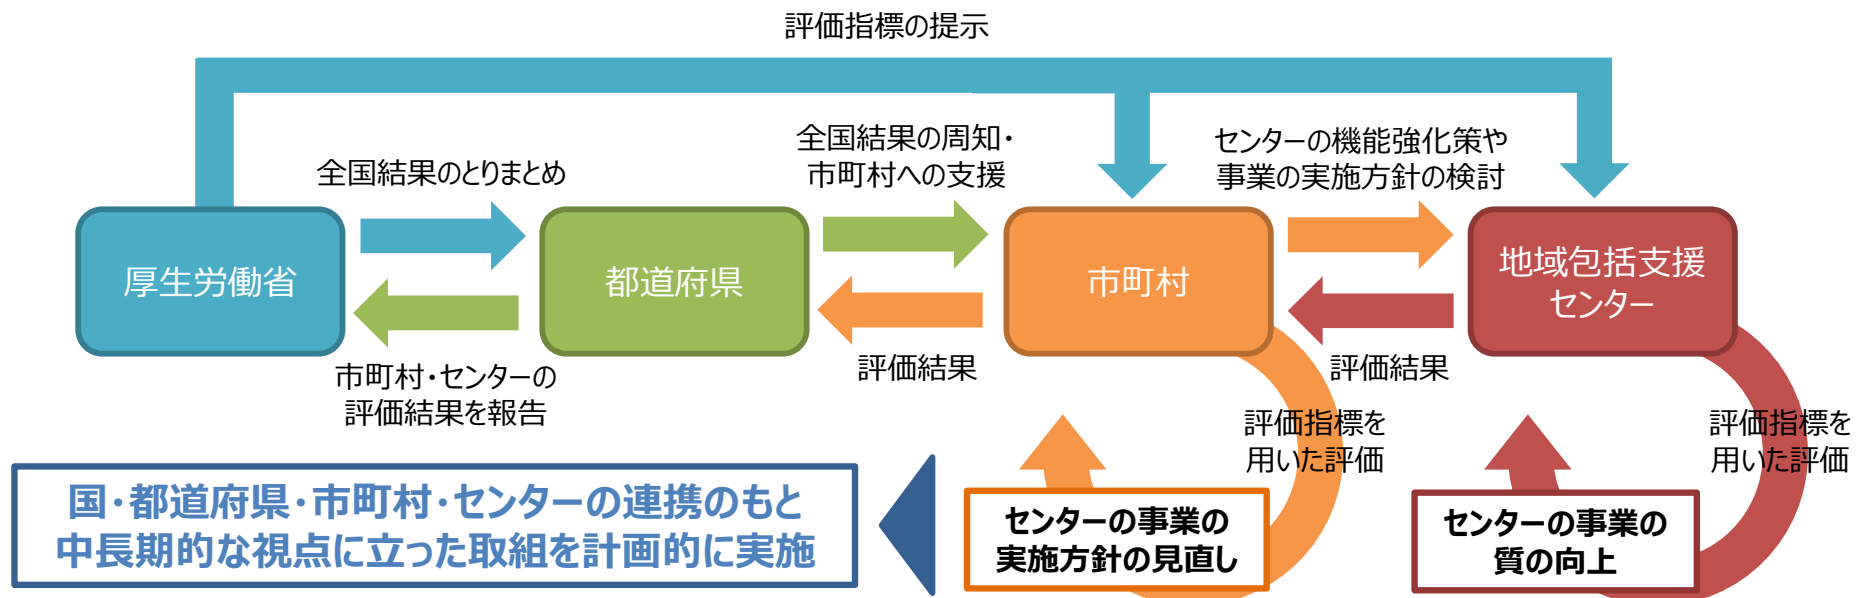 評価指標の提示
全国結果のとりまとめ
全国結果の周知・
市町村への支援
センターの機能強化策や
事業の実施方針の検討
厚生労働省
都道府県
市町村
地域包括支援
センター
市町村・センターの
評価結果を報告
評価結果
評価結果
評価指標を
用いた評価
評価指標を
用いた評価
国・都道府県・市町村・センターの連携のもと
中長期的な視点に立った取組を計画的に実施
センターの事業の
実施方針の見直し
センターの事業の
質の向上